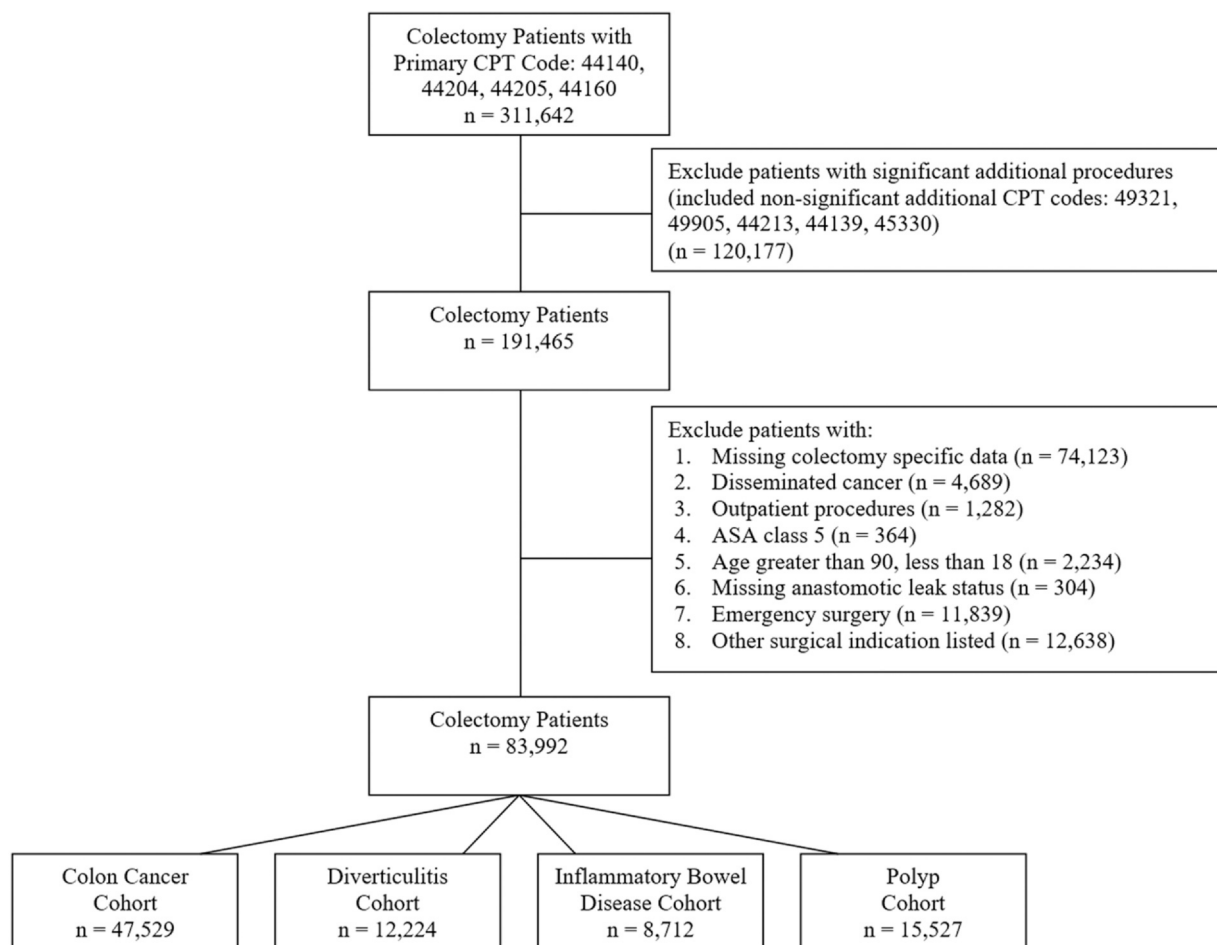 Colectomy Patients with
Primary CPT Code: 44140,
44204, 44205, 44160
n = 311,642
Exclude patients with significant additional procedures
(included non-significant additional CPT codes: 49321,
49905, 44213, 44139, 45330)
(n = 120,177)
Colectomy Patients
n = 191,465
Exclude patients with:
1. Missing colectomy specific data (n = 74,123)
2. Disseminated cancer (n = 4,689)
3. Outpatient procedures (n = 1,282)
4. ASA class 5 (n = 364)
5. Age greater than 90, less than 18 (n = 2,234)
6. Missing anastomotic leak status (n = 304)
7. Emergency surgery (n = 11,839)
8. Other surgical indication listed (n = 12,638)
Colectomy Patients
n = 83,992
Colon Cancer
Cohort
n = 47,529
Diverticulitis
Cohort
n = 12,224
Inflammatory Bowel
Disease Cohort
n = 8,712
Polyp
Cohort
n = 15,527